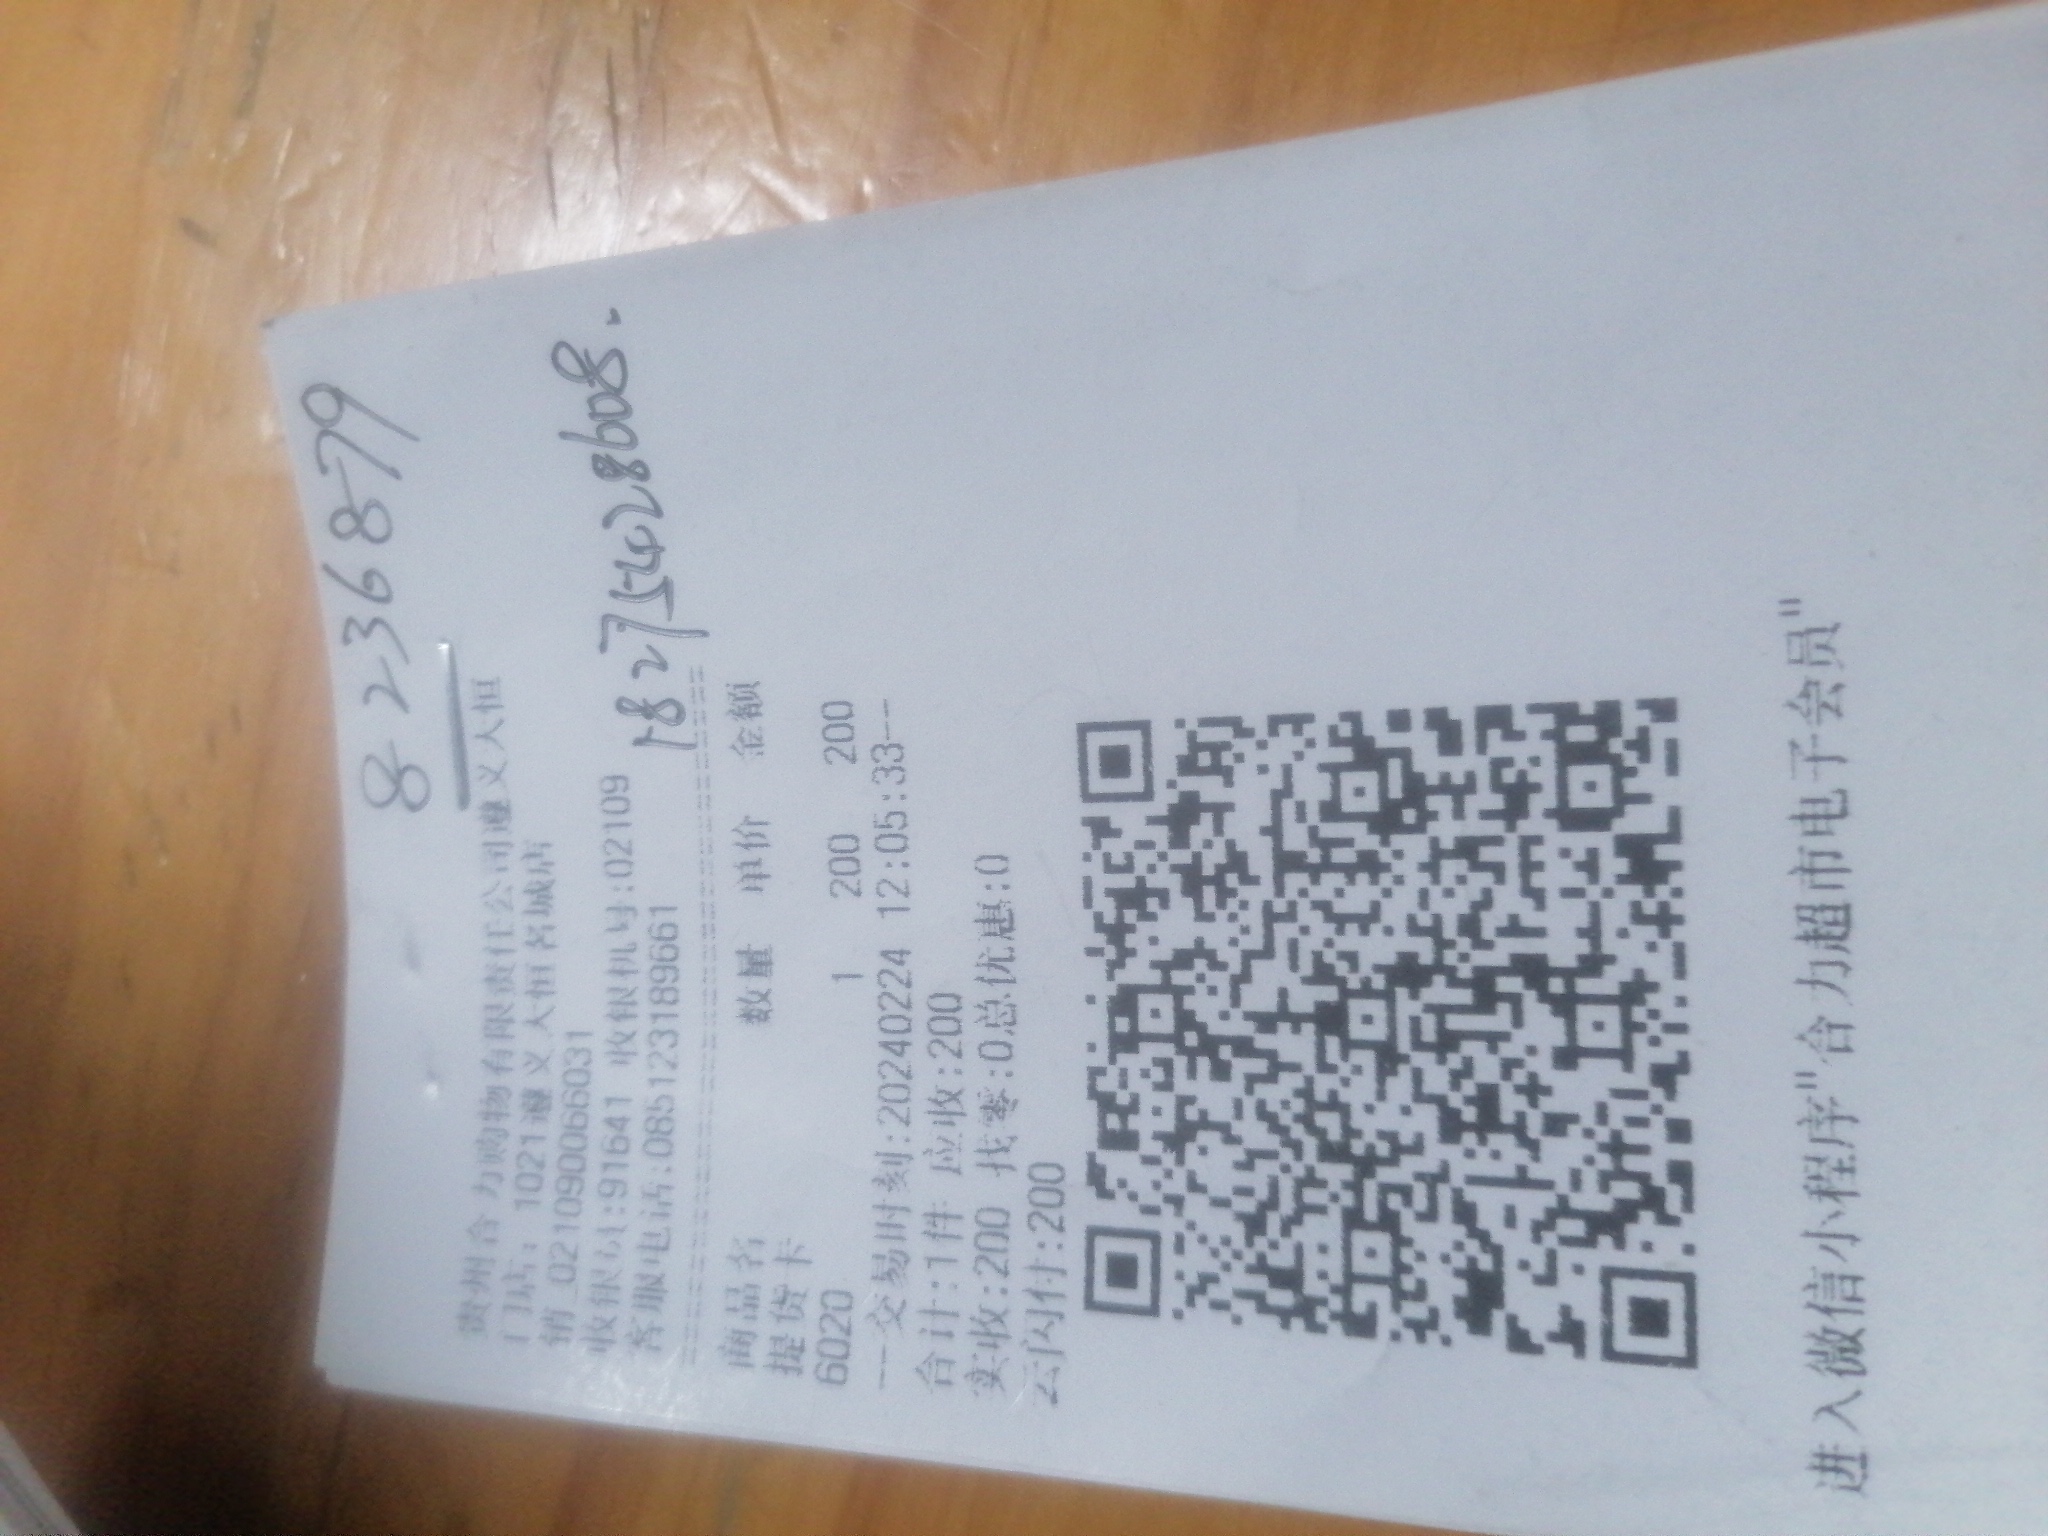 8236879
贵州合力购物有限责任公司遵义大恒
门店: 1021遵义大恒名城店
销_021090066031
收银员:91641 收银机号:02109
18275428608.
客服电话:085123189661
商品名 数量 单价 金额
提货卡
6020 1 200 200
--交易时刻:20240224 12:05:33--
合计:1件 应收:200
实收:200 找零:0总优惠:0
云闪付:200
进入微信小程序"合力超市电子会员"